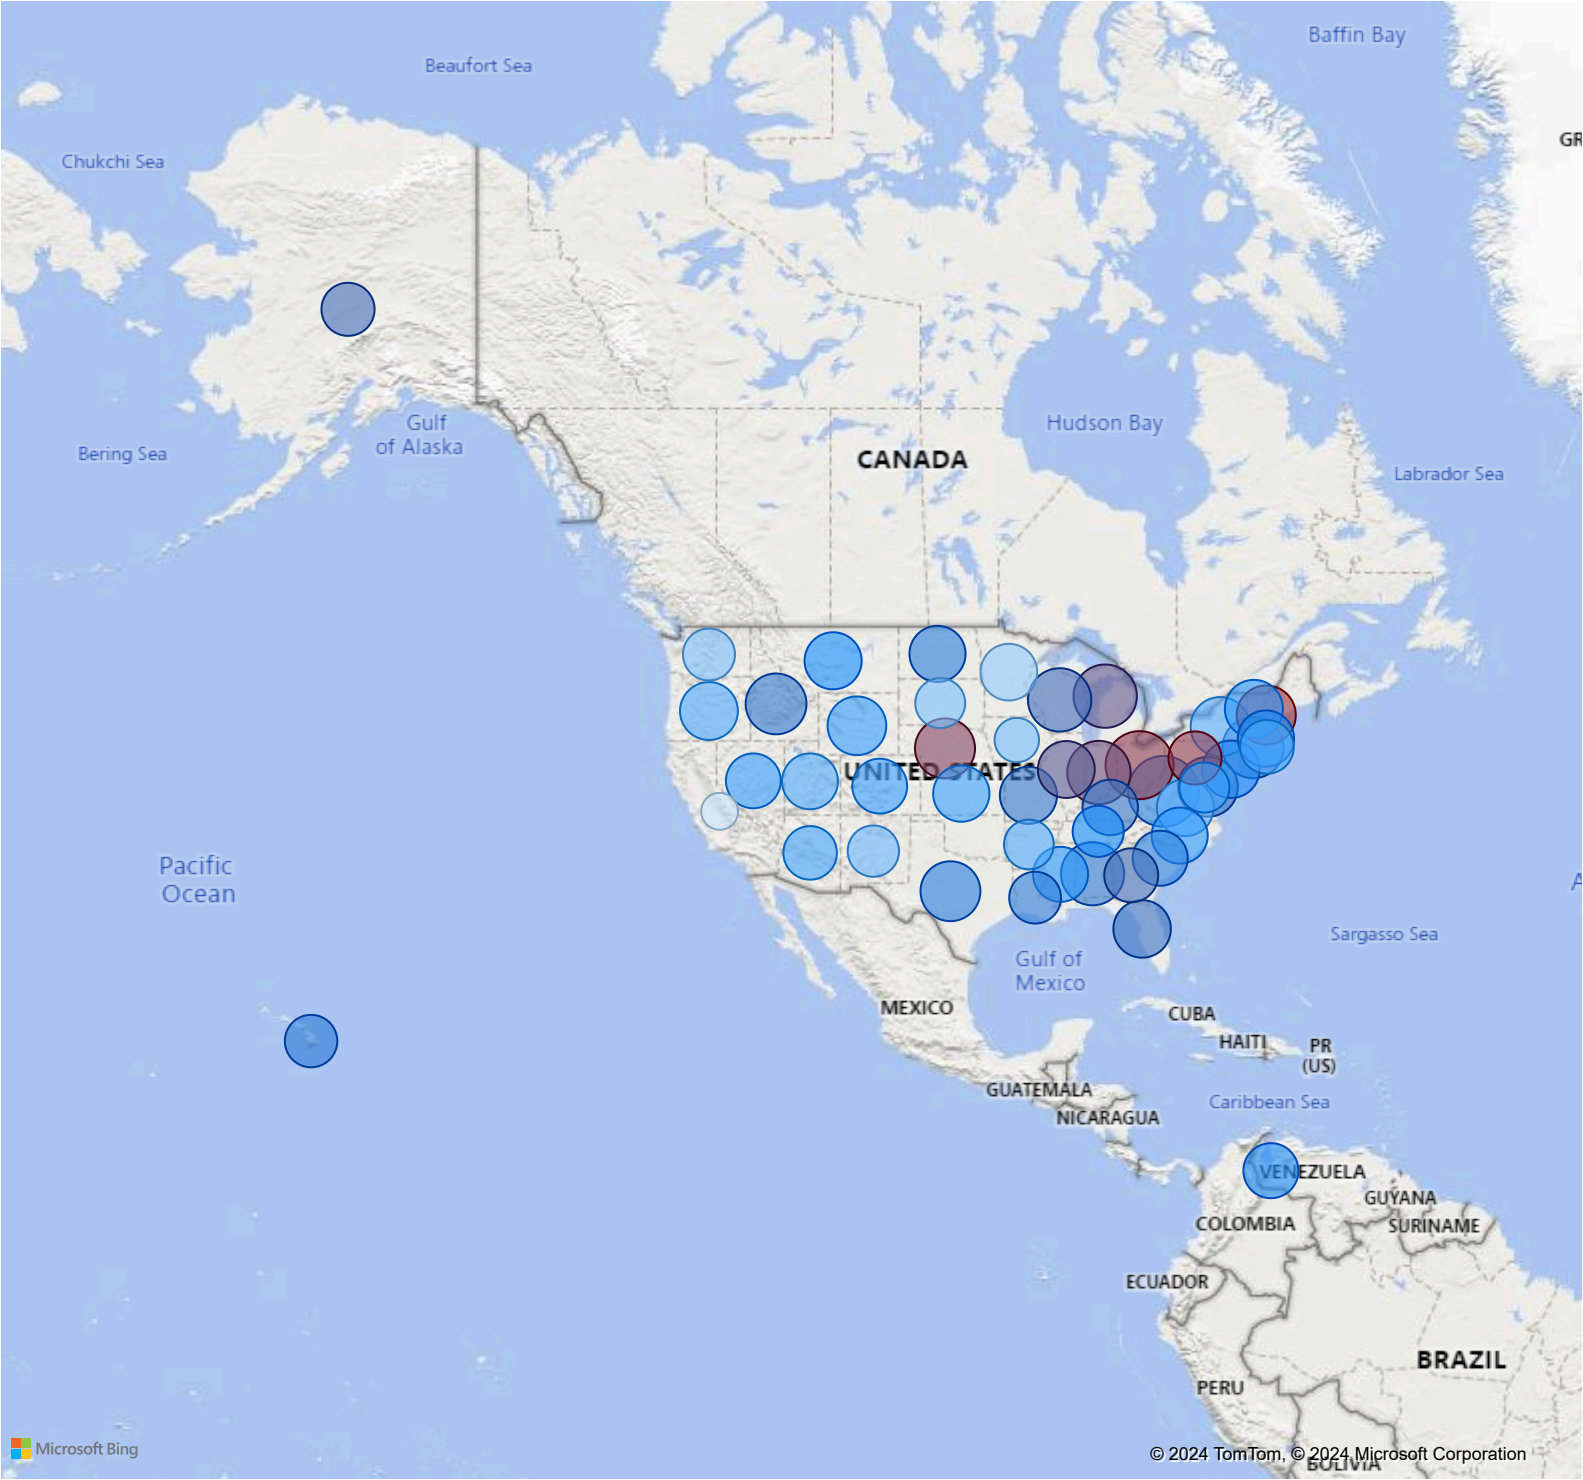 Baffin Bay
Beaufort Sea
GR
Chukchi Sea
Gulf
of Alaska
Hudson Bay
Bering Sea
CANADA
Labrador Sea
UNITED STATES
Pacific
Ocean
A
Sargasso Sea
Gulf of
Mexico
MEXICO
CUBA
HAITI
PR
(US)
GUATEMALA
Caribbean Sea
NICARAGUA
VENEZUELA
GUYANA
COLOMBIA
SURINAME
ECUADOR
BRAZIL
PERU
Microsoft Bing
© 2024 TomTom, © 2024 Microsoft Corporation
BOLIVIA